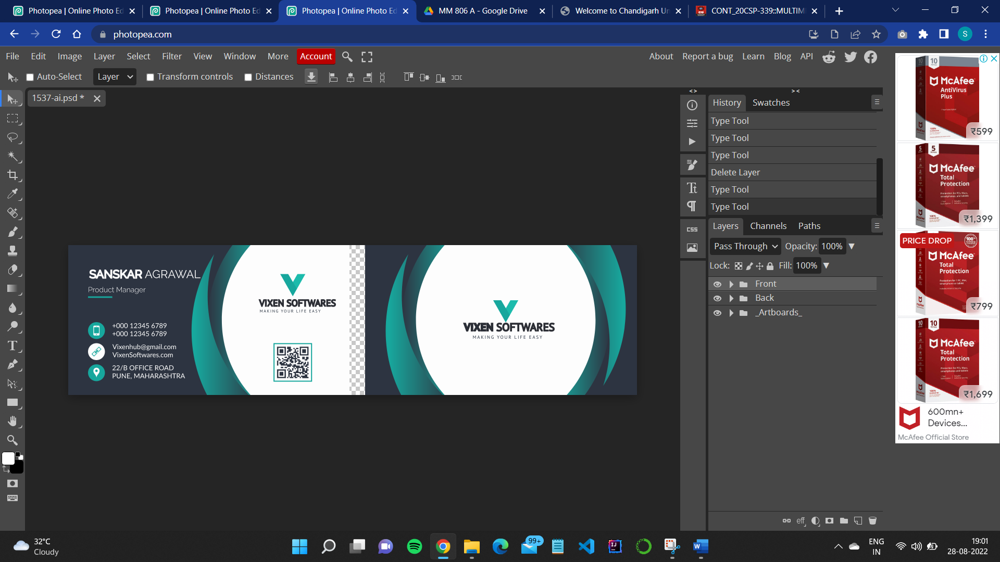 Photopea | Online Photo Ed
Photopea | Online Photo Ed
Photopea | Online Photo Ed
MM 806 A - Google Drive
Welcome to Chandigarh Un
CONT_20CSP-339::MULTIM
photopea.com
S
File Edit Image Layer Select Filter View Window More Account
About Report a bug Learn Blog API
Auto-Select Layer Transform controls Distances
1537-ai.psd *
< > > <
History Swatches
Type Tool
Type Tool
Type Tool
Delete Layer
Type Tool
Type Tool
CSS
Layers Channels Paths
Pass Through Opacity: 100%
Lock: Fill: 100%
Front
Back
_Artboards_
eff
SANSKAR AGRAWAL
Product Manager
+000 12345 6789
+000 12345 6789
Vixenhub@gmail.com
VixenSoftwares.com
22/B OFFICE ROAD
PUNE, MAHARASHTRA
VIXEN SOFTWARES
MAKING YOUR LIFE EASY
VIXEN SOFTWARES
MAKING YOUR LIFE EASY
10
McAfee
AntiVirus
Plus
₹599
5
McAfee
Total
Protection
₹1,399
PRICE DROP
100%
McAfee
Total
Protection
₹799
10
McAfee
Total
Protection
₹1,699
600mn+
Devices...
McAfee Official Store
32°C
Cloudy
99+
ENG
IN
19:01
28-08-2022